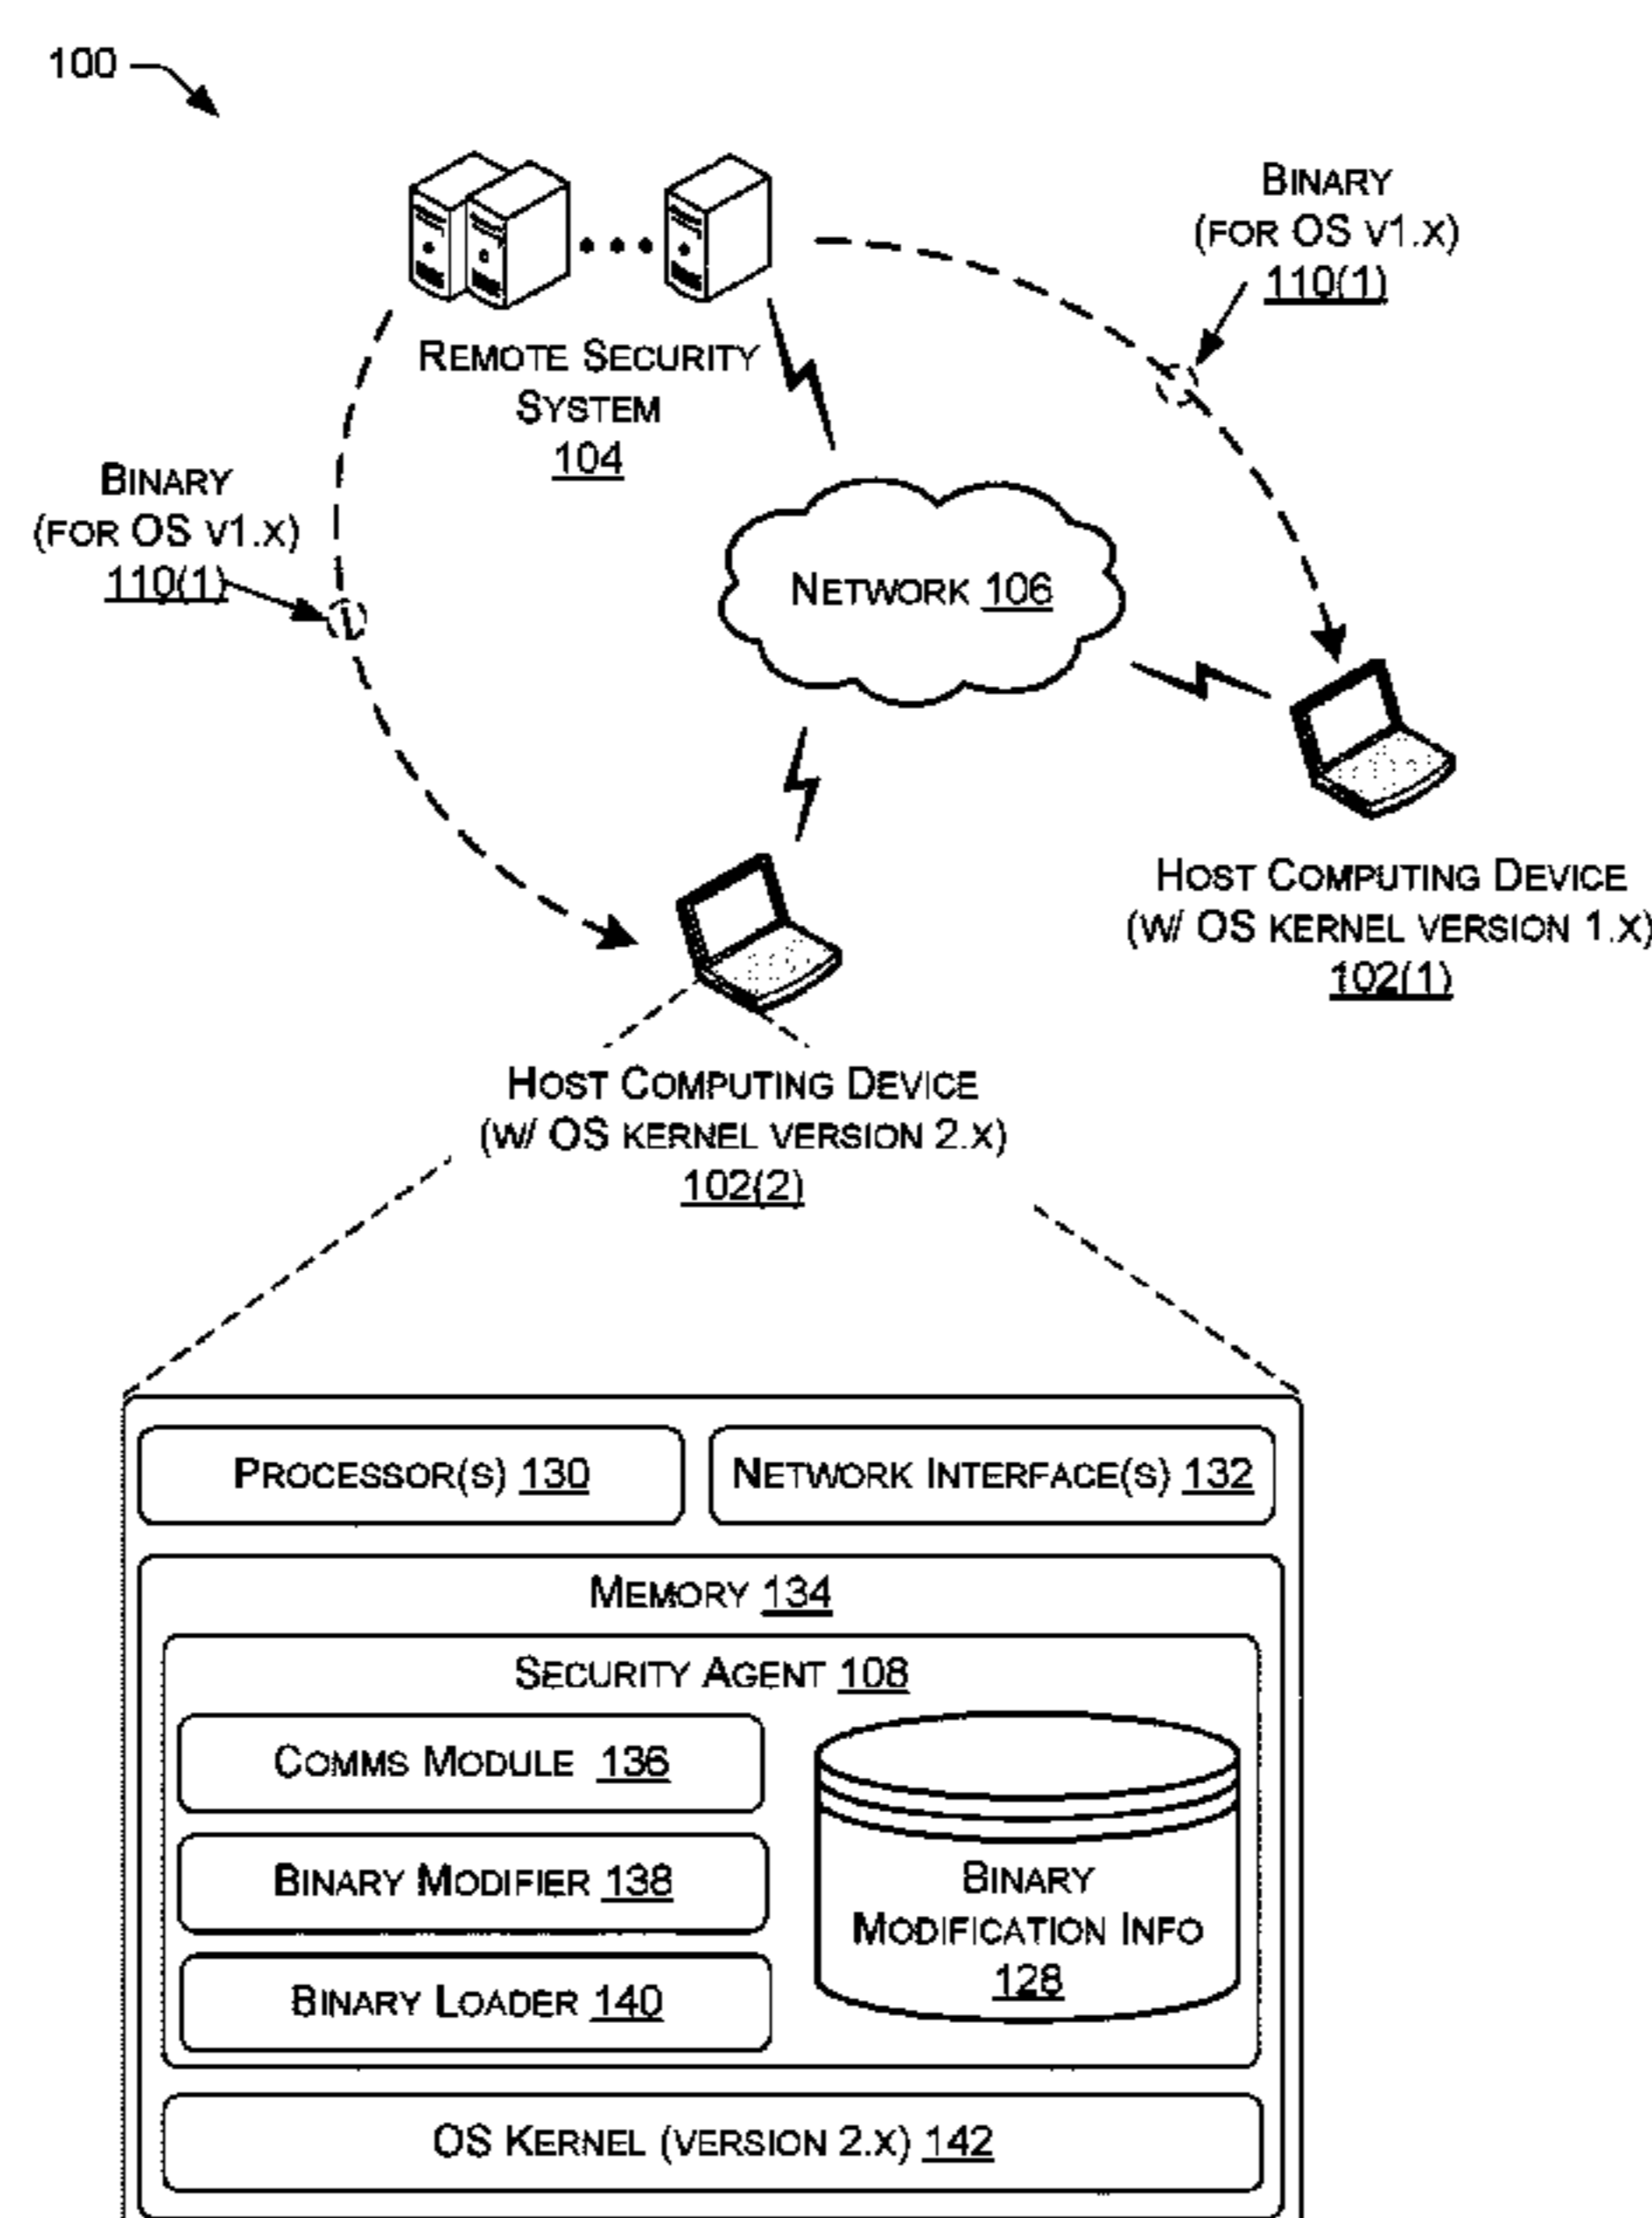 100
BINARY
(FOR OS V1.X)
110(1)
REMOTE SECURITY
SYSTEM
104
BINARY
(FOR OS V1.X)
110(1)
NETWORK 106
HOST COMPUTING DEVICE
(W/ OS KERNEL VERSION 1.X)
102(1)
HOST COMPUTING DEVICE
(W/ OS KERNEL VERSION 2.X)
102(2)
PROCESSOR(S) 130
NETWORK INTERFACE(S) 132
MEMORY 134
SECURITY AGENT 108
COMMS MODULE 136
BINARY MODIFIER 138
BINARY LOADER 140
BINARY
MODIFICATION INFO
128
OS KERNEL (VERSION 2.X) 142